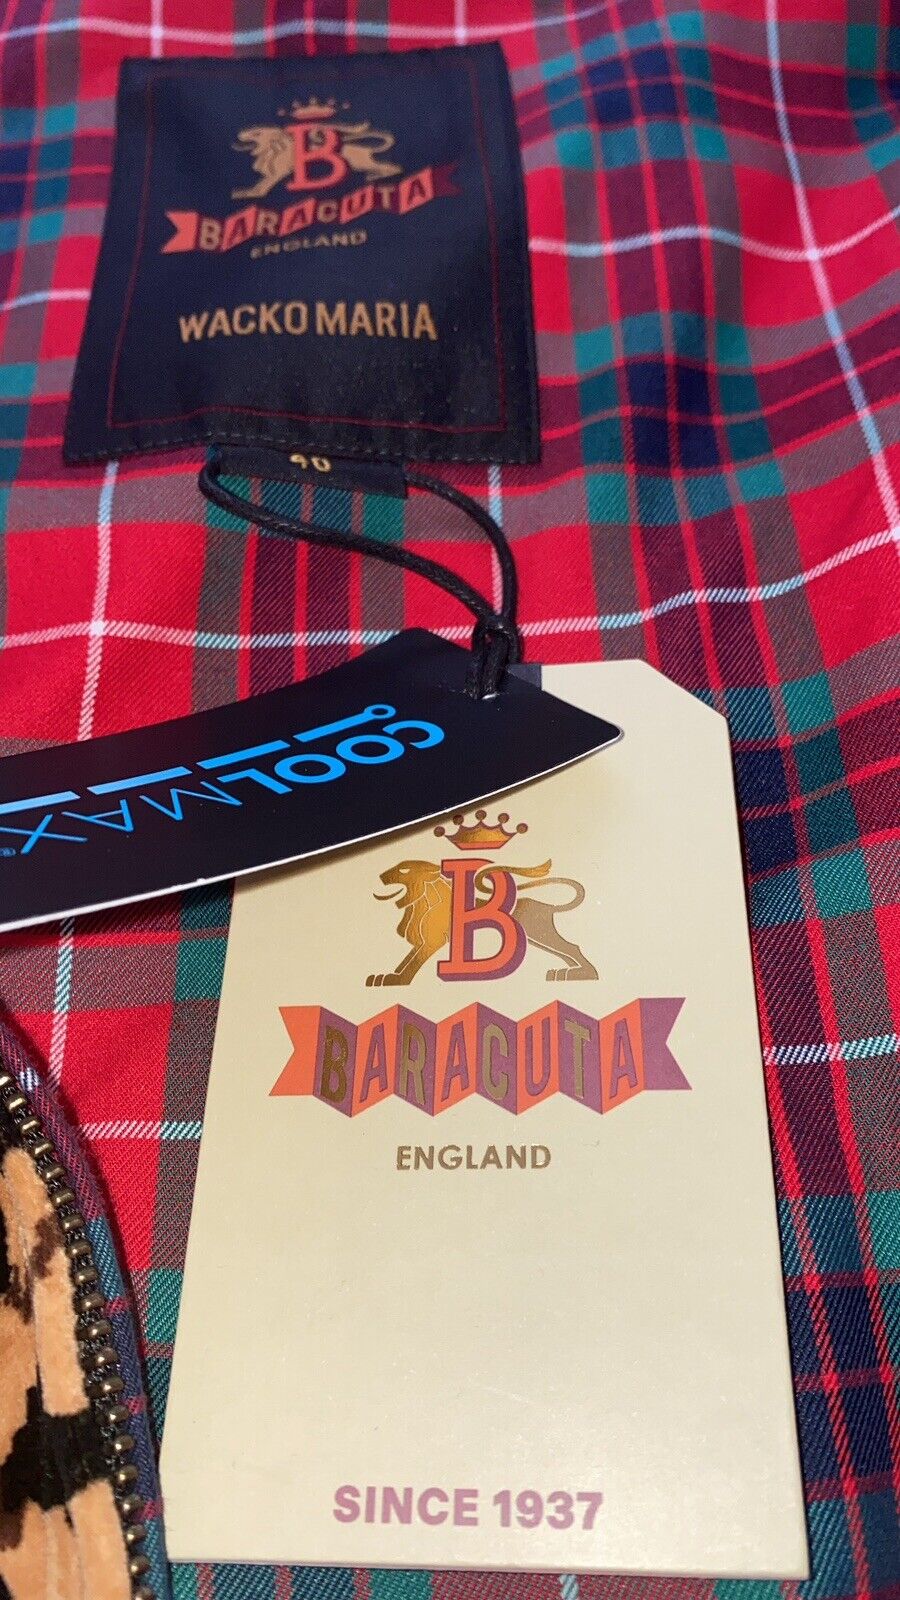 B
BARACUTA
ENGLAND
WACKO MARIA
40
COOLMAX®
B
BARACUTA
ENGLAND
SINCE 1937